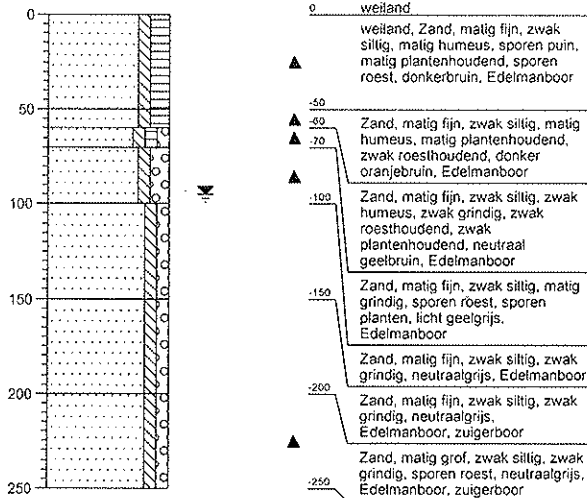 0
50
100
150
200
250
0 weiland
weiland, Zand, matig fijn, zwak
siltig, matig humeus, sporen puin,
matig plantenhoudend, sporen
roest, donkerbruin, Edelmanboor
-50
-60
Zand, matig fijn, zwak siltig, matig
humeus, matig plantenhoudend,
zwak roesthoudend, donker
oranjebruin, Edelmanboor
-70
-100
Zand, matig fijn, zwak siltig, zwak
humeus, zwak grindig, zwak
roesthoudend, zwak
plantenhoudend, neutraal
geelbruin, Edelmanboor
-150
Zand, matig fijn, zwak siltig, matig
grindig, sporen roest, sporen
planten, licht geelgrijs,
Edelmanboor
Zand, matig fijn, zwak siltig, zwak
grindig, neutraalgrijs, Edelmanboor
-200
Zand, matig fijn, zwak siltig, zwak
grindig, neutraalgrijs,
Edelmanboor, zuigerboor
-250
Zand, matig grof, zwak siltig, zwak
grindig, sporen roest, neutraalgrijs,
Edelmanboor, zuigerboor